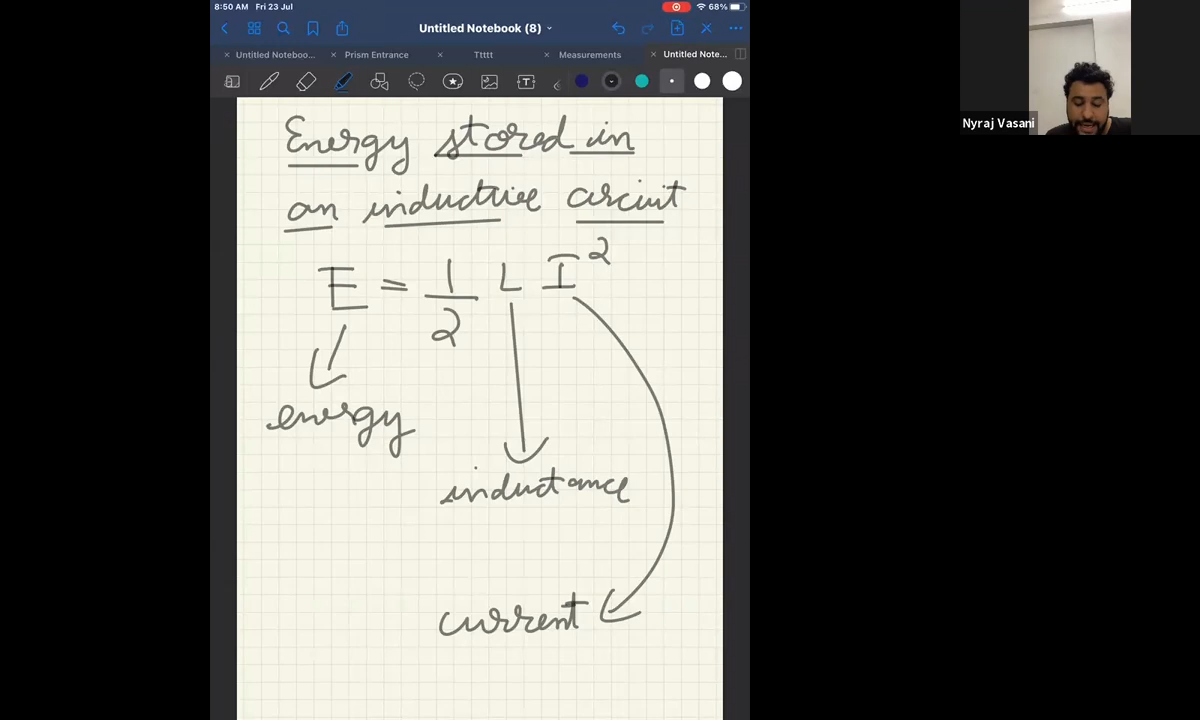 8:50 AM Fri 23 Jul
68%
Untitled Notebook (8)
Untitled Noteboo...
Prism Entrance
Ttttt
Measurements
Untitled Note...
Nyraj Vasani
Energy stored in
an inductive circuit
E = 1/2 L I²
energy
inductance
current